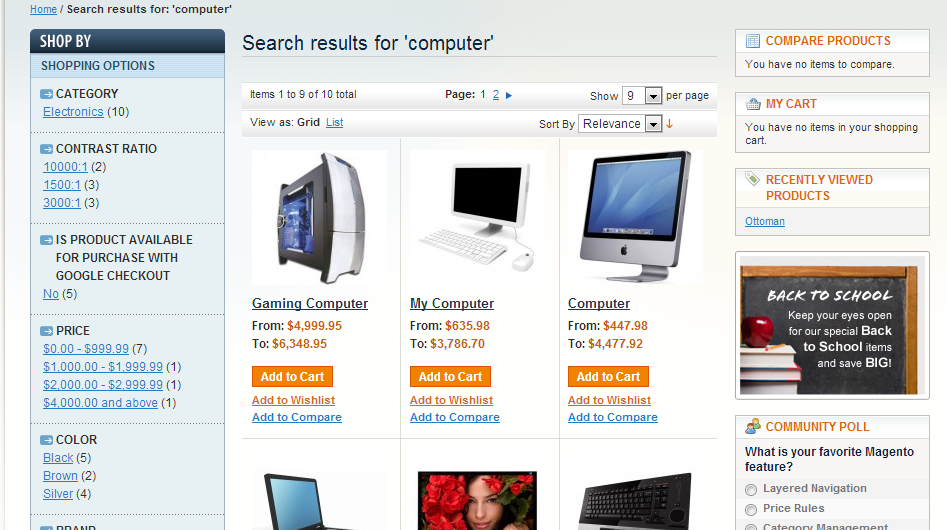 Home / Search results for: 'computer'
SHOP BY
SHOPPING OPTIONS
CATEGORY
Electronics (10)
CONTRAST RATIO
10000:1 (2)
1500:1 (3)
3000:1 (3)
IS PRODUCT AVAILABLE
FOR PURCHASE WITH
GOOGLE CHECKOUT
No (5)
PRICE
$0.00 - $999.99 (7)
$1,000.00 - $1,999.99 (1)
$2,000.00 - $2,999.99 (1)
$4,000.00 and above (1)
COLOR
Black (5)
Brown (2)
Silver (4)
BRAND
Search results for 'computer'
Items 1 to 9 of 10 total
Page: 1 2
Show 9 per page
View as: Grid List
Sort By Relevance
Gaming Computer
From: $4,999.95
To: $6,348.95
Add to Cart
Add to Wishlist
Add to Compare
My Computer
From: $635.98
To: $3,786.70
Add to Cart
Add to Wishlist
Add to Compare
Computer
From: $447.98
To: $4,477.92
Add to Cart
Add to Wishlist
Add to Compare
COMPARE PRODUCTS
You have no items to compare.
MY CART
You have no items in your shopping
cart.
RECENTLY VIEWED
PRODUCTS
Ottoman
BACK TO SCHOOL
Keep your eyes open
for our special Back
to School items
and save BIG!
COMMUNITY POLL
What is your favorite Magento
feature?
Layered Navigation
Price Rules
Category Management